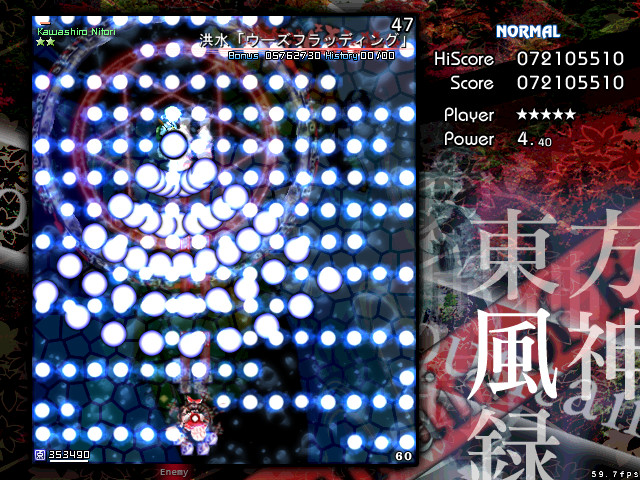 47
Kawashiro Nitori
★★
洪水「ウーズフラッディング」
Bonus 05762730 History 00/00
NORMAL
HiScore 072105510
Score 072105510
Player ★★★★★
Power 4.40
東方
風神
録
353490
60
Enemy
59.7fps